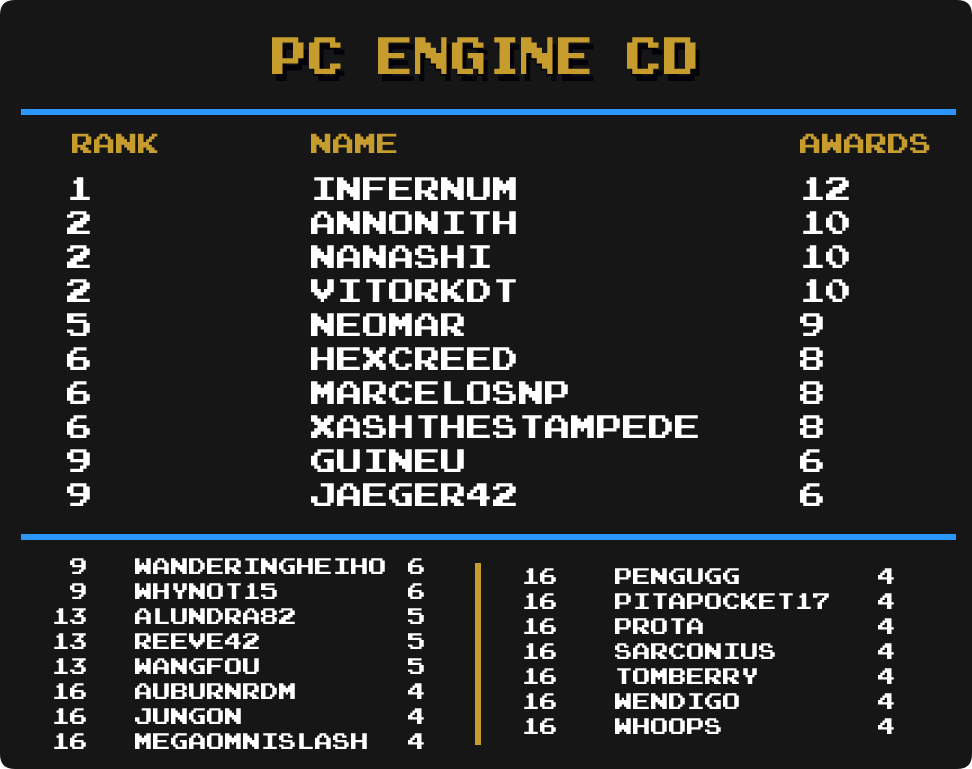 PC ENGINE CD
RANK NAME AWARDS
1 INFERNUM 12
2 ANNONITH 10
2 NANASHI 10
2 VITORKDT 10
5 NEOMAR 9
6 HEXCREED 8
6 MARCELOSNP 8
6 XASHTHESTAMPEDE 8
9 GUINEU 6
9 JAEGER42 6
9 WANDERINGHEIHO 6
9 WHYNOT15 6
13 ALUNDRA82 5
13 REEVE42 5
13 WANGFOU 5
16 AUBURNRDM 4
16 JUNGON 4
16 MEGAOMNISLASH 4
16 PENGUGG 4
16 PITAPOCKET17 4
16 PROTA 4
16 SARCONIUS 4
16 TOMBERRY 4
16 WENDIGO 4
16 WHOOPS 4